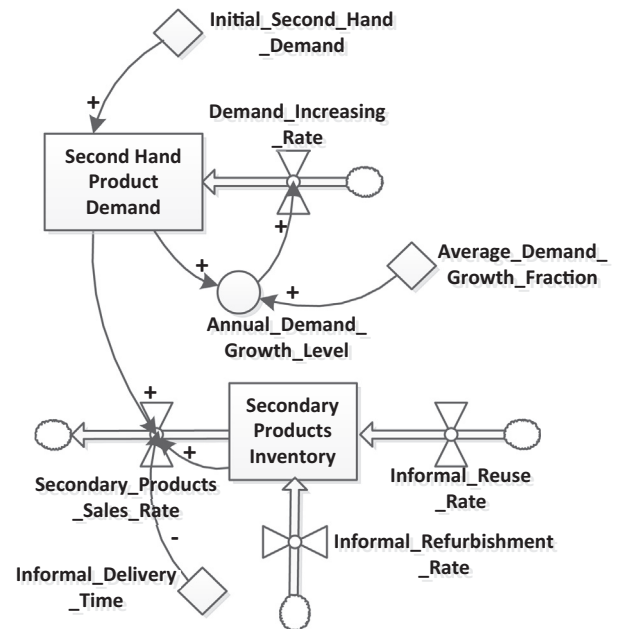 Initial_Second_Hand
_Demand
+
Demand_Increasing
_Rate
Second Hand
Product
Demand
+
+
Average_Demand_
Growth_Fraction
+
Annual_Demand_
Growth_Level
+
Secondary
Products
Inventory
+
Secondary_Products
_Sales_Rate
Informal_Reuse
_Rate
-
Informal_Refurbishment
_Rate
Informal_Delivery
_Time